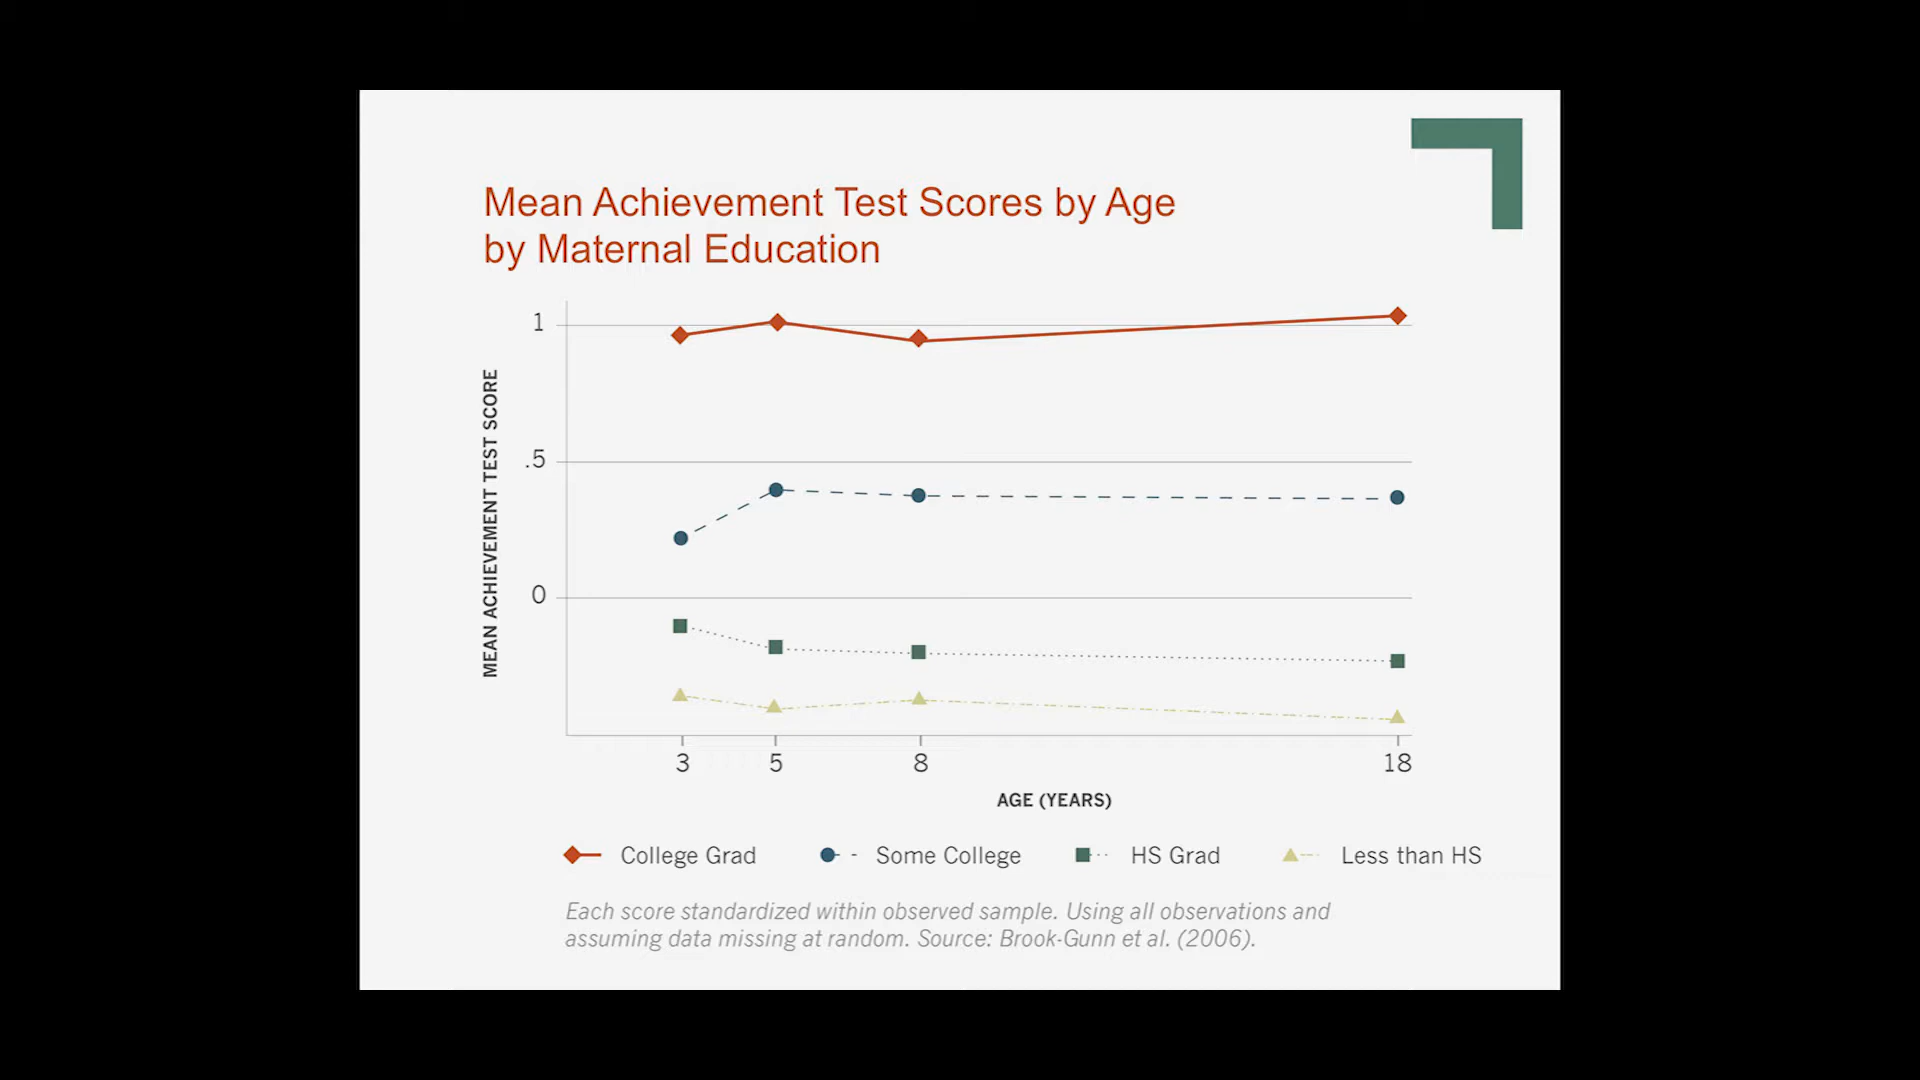 Mean Achievement Test Scores by Age
by Maternal Education
MEAN ACHIEVEMENT TEST SCORE
1
.5
0
3 5 8 18
AGE (YEARS)
College Grad Some College HS Grad Less than HS
Each score standardized within observed sample. Using all observations and
assuming data missing at random. Source: Brook-Gunn et al. (2006).